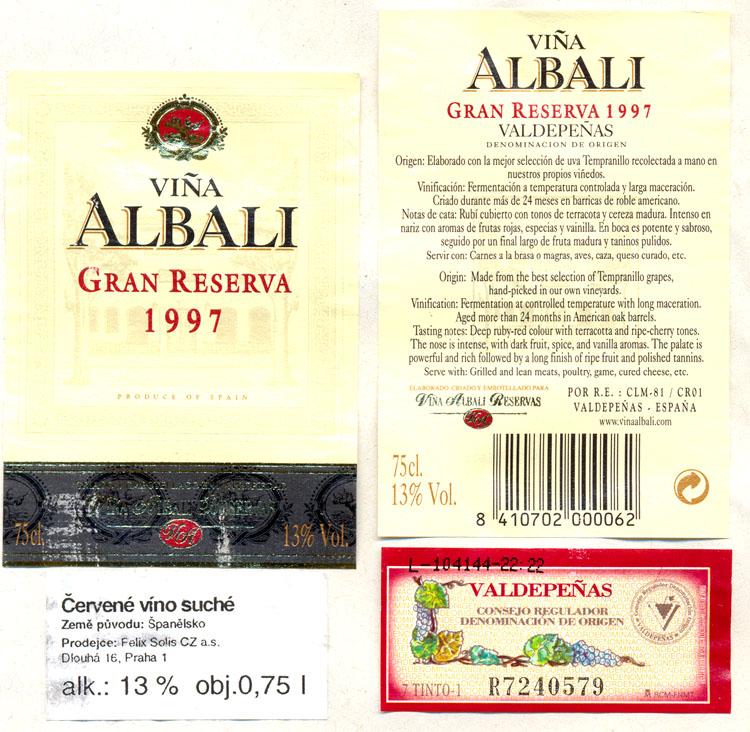 VIÑA
ALBALI
GRAN RESERVA
1997
PRODUCE OF SPAIN
75cl.
13% Vol.
Červené víno suché
Země původu: Španělsko
Prodejce: Felix Solis CZ a.s.
Dlouhá 16, Praha 1
alk.: 13 % obj.0,75 l
VIÑA
ALBALI
GRAN RESERVA 1997
VALDEPEÑAS
DENOMINACION DE ORIGEN
Origen: Elaborado con la mejor selección de uva Tempranillo recolectada a mano en
nuestros propios viñedos.
Vinificación: Fermentación a temperatura controlada y larga maceración.
Criado durante más de 24 meses en barricas de roble americano.
Notas de cata: Rubí cubierto con tonos de terracota y cereza madura. Intenso en
nariz con aromas de frutas rojas, especias y vainilla. En boca es potente y sabroso,
seguido por un final largo de fruta madura y taninos pulidos.
Servir con: Carnes a la brasa o magras, aves, caza, queso curado, etc.
Origin: Made from the best selection of Tempranillo grapes,
hand-picked in our own vineyards.
Vinification: Fermentation at controlled temperature with long maceration.
Aged more than 24 months in American oak barrels.
Tasting notes: Deep ruby-red colour with terracotta and ripe-cherry tones.
The nose is intense, with dark fruit, spice, and vanilla aromas. The palate is
powerful and rich followed by a long finish of ripe fruit and polished tannins.
Serve with: Grilled and lean meats, poultry, game, cured cheese, etc.
ELABORADO CRIADO Y EMBOTELLADO PARA
VIÑA ALBALI RESERVAS
POR R.E. : CLM-81 / CR01
VALDEPEÑAS - ESPAÑA
www.vinaalbali.com
75cl.
13% Vol.
8 410702 000062
L-104144-22:22
VALDEPEÑAS
CONSEJO REGULADOR
DENOMINACIÓN DE ORIGEN
VALDEPEÑAS
7 TINTO-1
R7240579
RCM-FNMT